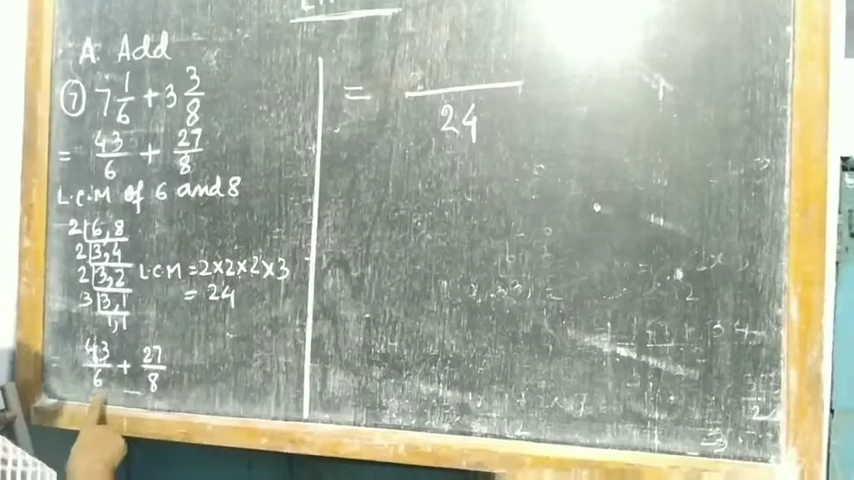 A. Add
⑦ 7 1/6 + 3 3/8
= 43/6 + 27/8
L.C.M of 6 and 8
2 | 6, 8
2 | 3, 4
2 | 3, 2
3 | 3, 1
1, 1
L.C.M = 2×2×2×3
= 24
= 43/6 + 27/8
= /24